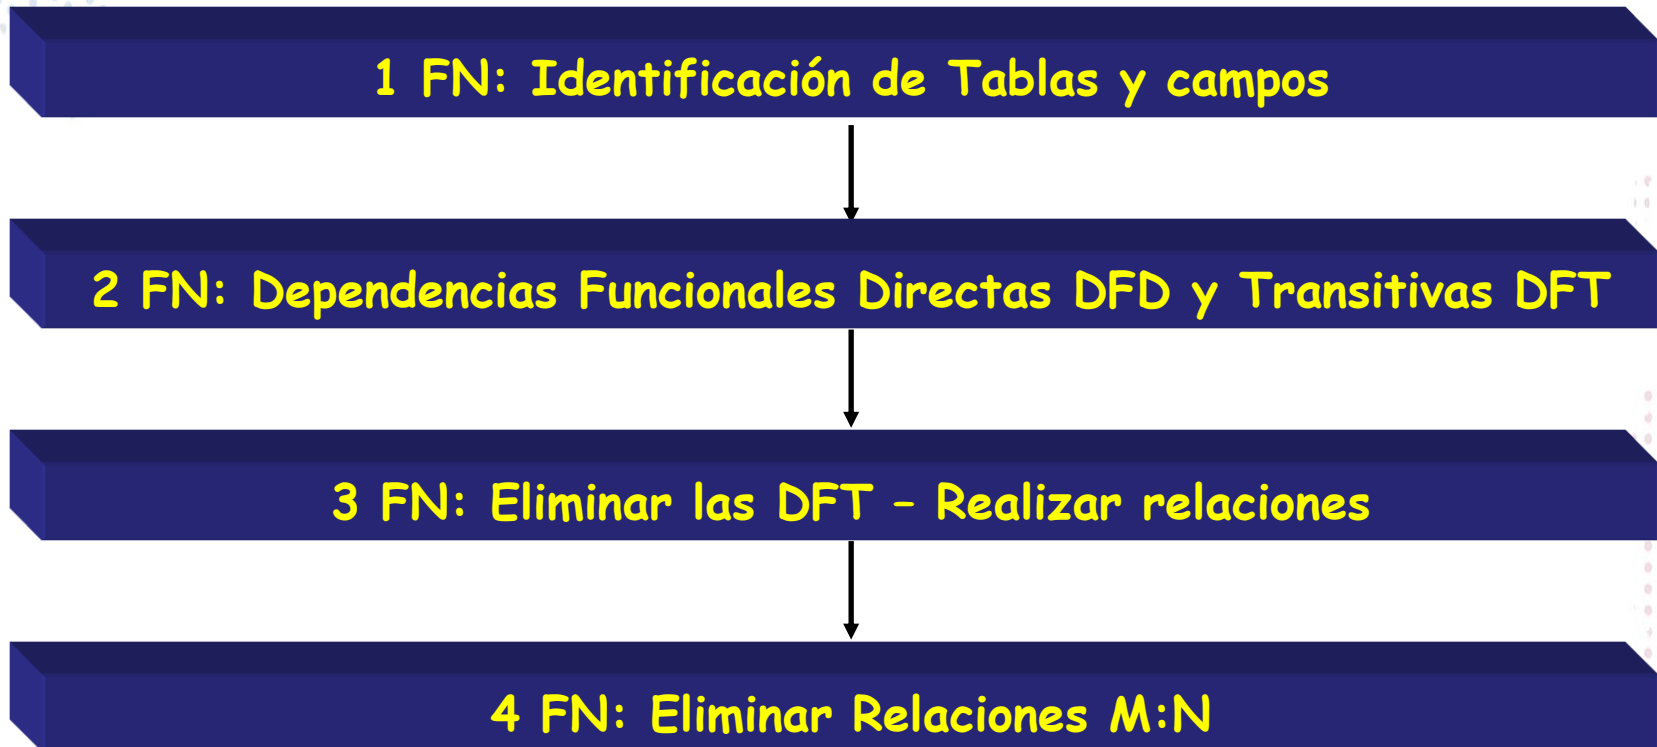 1 FN: Identificación de Tablas y campos
2 FN: Dependencias Funcionales Directas DFD y Transitivas DFT
3 FN: Eliminar las DFT – Realizar relaciones
4 FN: Eliminar Relaciones M:N